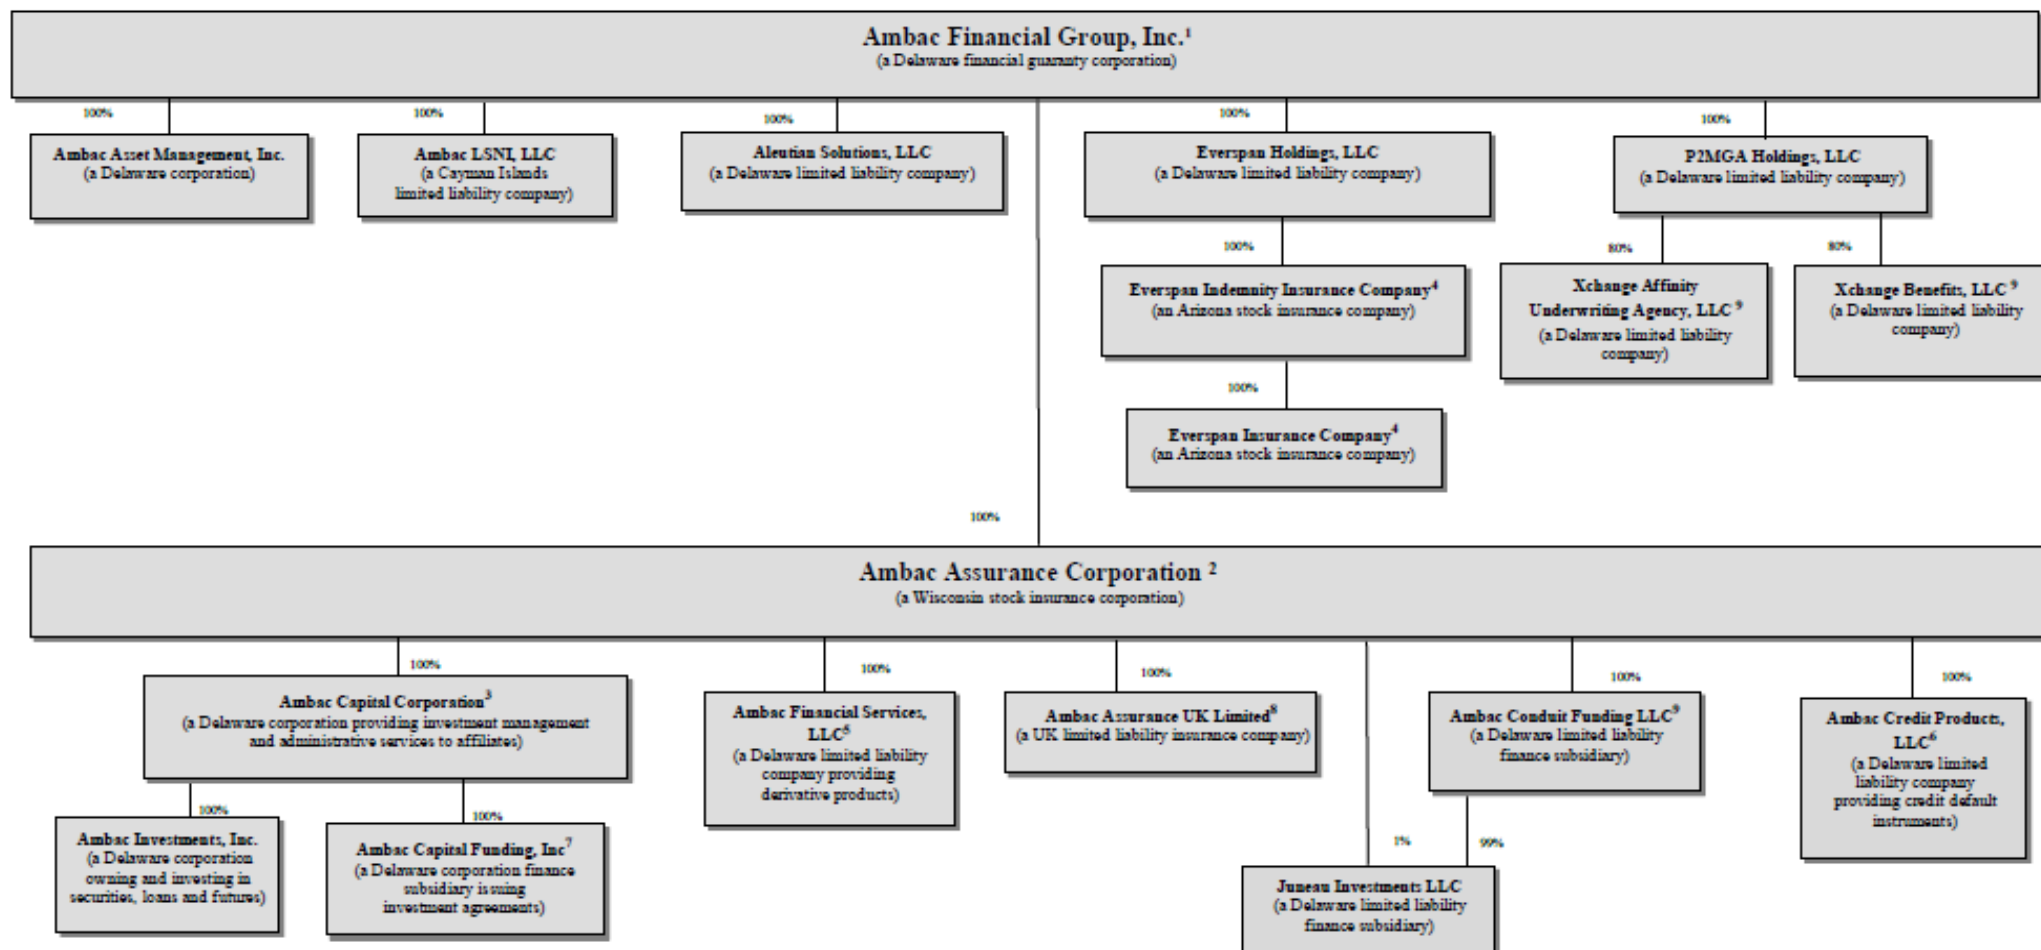 Ambac Financial Group, Inc.¹
(a Delaware financial guaranty corporation)
100%
100%
100%
100%
100%
Ambac Asset Management, Inc.
(a Delaware corporation)
Ambac LSNI, LLC
(a Cayman Islands
limited liability company)
Aleutian Solutions, LLC
(a Delaware limited liability company)
Everspan Holdings, LLC
(a Delaware limited liability company)
P2MGA Holdings, LLC
(a Delaware limited liability company)
100%
80%
80%
Everspan Indemnity Insurance Company⁴
(an Arizona stock insurance company)
Xchange Affinity
Underwriting Agency, LLC ⁹
(a Delaware limited liability
company)
Xchange Benefits, LLC ⁹
(a Delaware limited liability
company)
100%
Everspan Insurance Company⁴
(an Arizona stock insurance company)
100%
Ambac Assurance Corporation ²
(a Wisconsin stock insurance corporation)
100%
100%
100%
100%
100%
Ambac Capital Corporation³
(a Delaware corporation providing investment management
and administrative services to affiliates)
Ambac Financial Services,
LLC⁵
(a Delaware limited liability
company providing
derivative products)
Ambac Assurance UK Limited⁸
(a UK limited liability insurance company)
Ambac Conduit Funding LLC⁹
(a Delaware limited liability
finance subsidiary)
Ambac Credit Products,
LLC⁶
(a Delaware limited
liability company
providing credit default
instruments)
100%
100%
1%
99%
Ambac Investments, Inc.
(a Delaware corporation
owning and investing in
securities, loans and futures)
Ambac Capital Funding, Inc⁷
(a Delaware corporation finance
subsidiary issuing
investment agreements)
Juneau Investments LLC
(a Delaware limited liability
finance subsidiary)